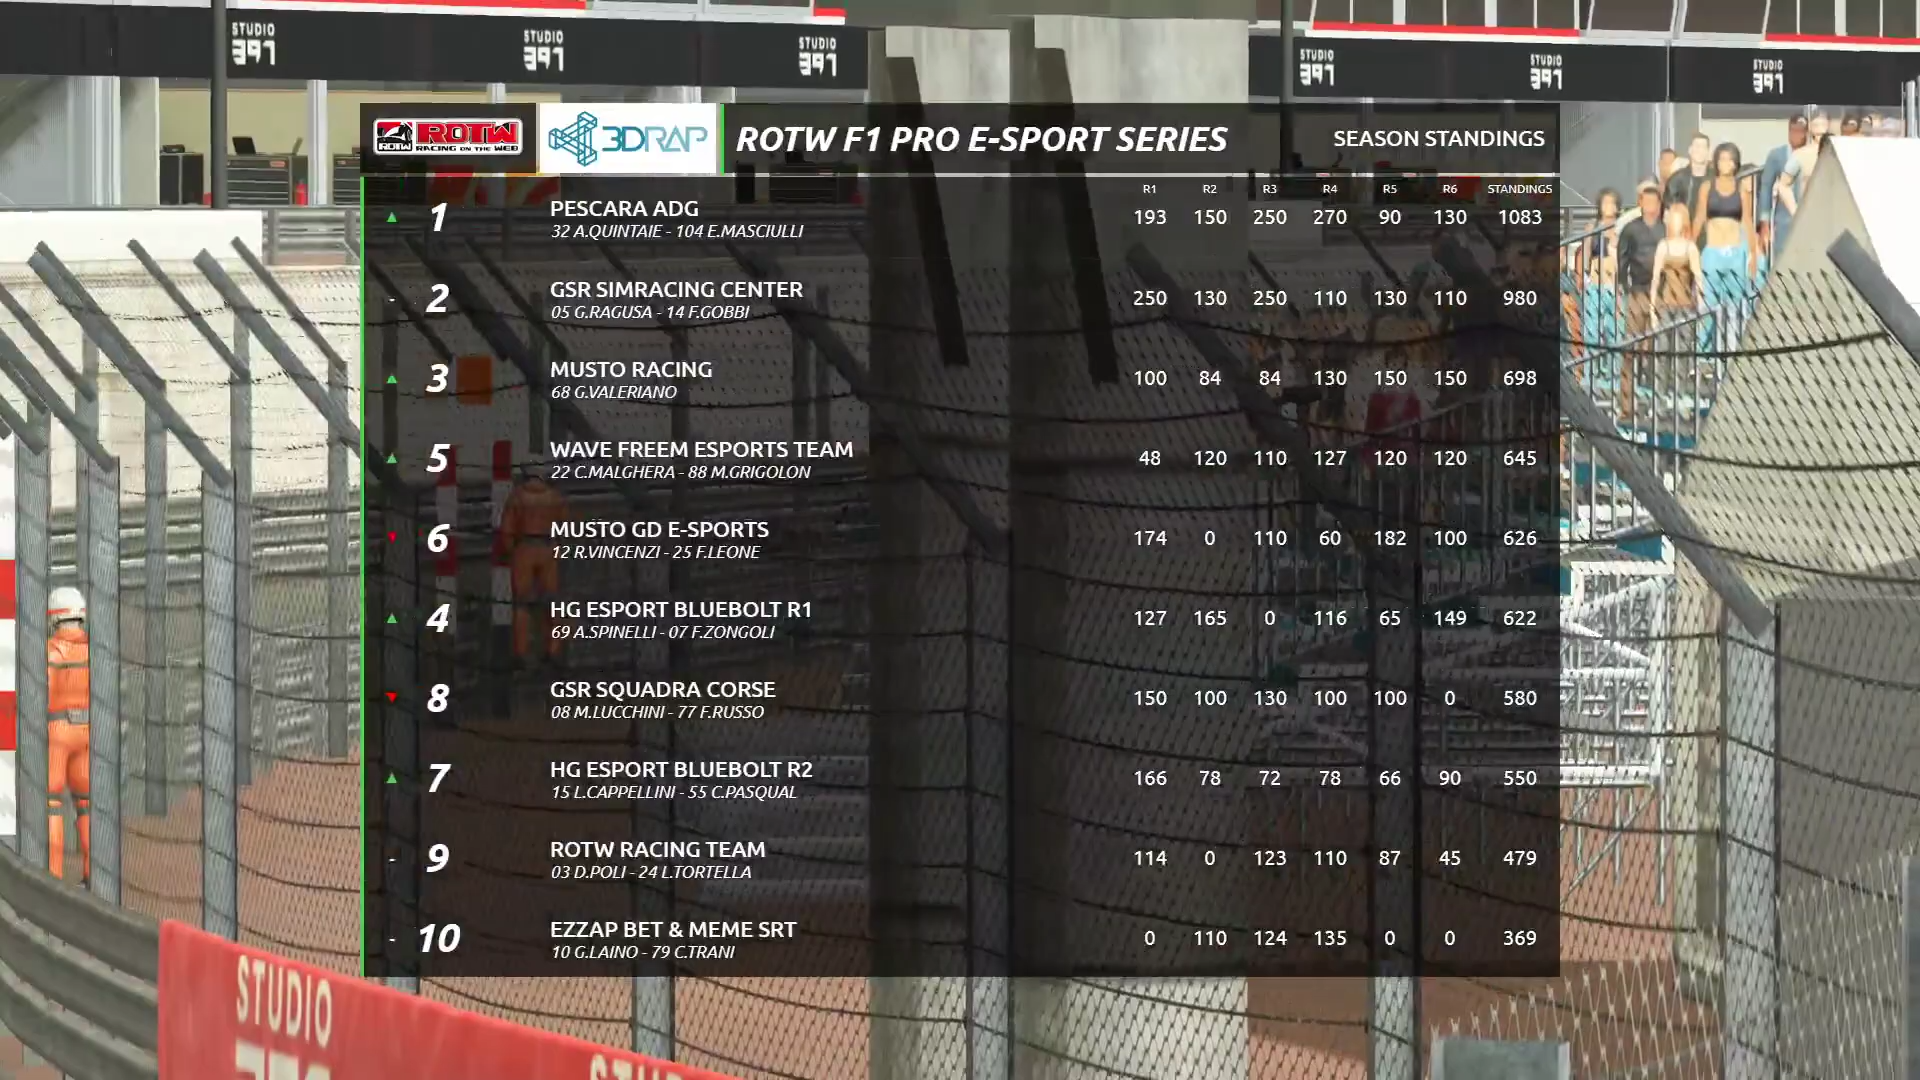 STUDIO
397
STUDIO
397
STUDIO
397
STUDIO
397
STUDIO
397
STUDIO
397
ROTW
ROTW RACING ON THE WEB
3DRAP
ROTW F1 PRO E-SPORT SERIES
SEASON STANDINGS
R1 R2 R3 R4 R5 R6 STANDINGS
1 PESCARA ADG 193 150 250 270 90 130 1083
32 A.QUINTAIE - 104 E.MASCIULLI
- 2 GSR SIMRACING CENTER 250 130 250 110 130 110 980
05 G.RAGUSA - 14 F.GOBBI
3 MUSTO RACING 100 84 84 130 150 150 698
68 G.VALERIANO
5 WAVE FREEM ESPORTS TEAM 48 120 110 127 120 120 645
22 C.MALGHERA - 88 M.GRIGOLON
6 MUSTO GD E-SPORTS 174 0 110 60 182 100 626
12 R.VINCENZI - 25 F.LEONE
4 HG ESPORT BLUEBOLT R1 127 165 0 116 65 149 622
69 A.SPINELLI - 07 F.ZONGOLI
8 GSR SQUADRA CORSE 150 100 130 100 100 0 580
08 M.LUCCHINI - 77 F.RUSSO
7 HG ESPORT BLUEBOLT R2 166 78 72 78 66 90 550
15 L.CAPPELLINI - 55 C.PASQUAL
- 9 ROTW RACING TEAM 114 0 123 110 87 45 479
03 D.POLI - 24 L.TORTELLA
- 10 EZZAP BET & MEME SRT 0 110 124 135 0 0 369
10 G.LAINO - 79 C.TRANI
STUDIO